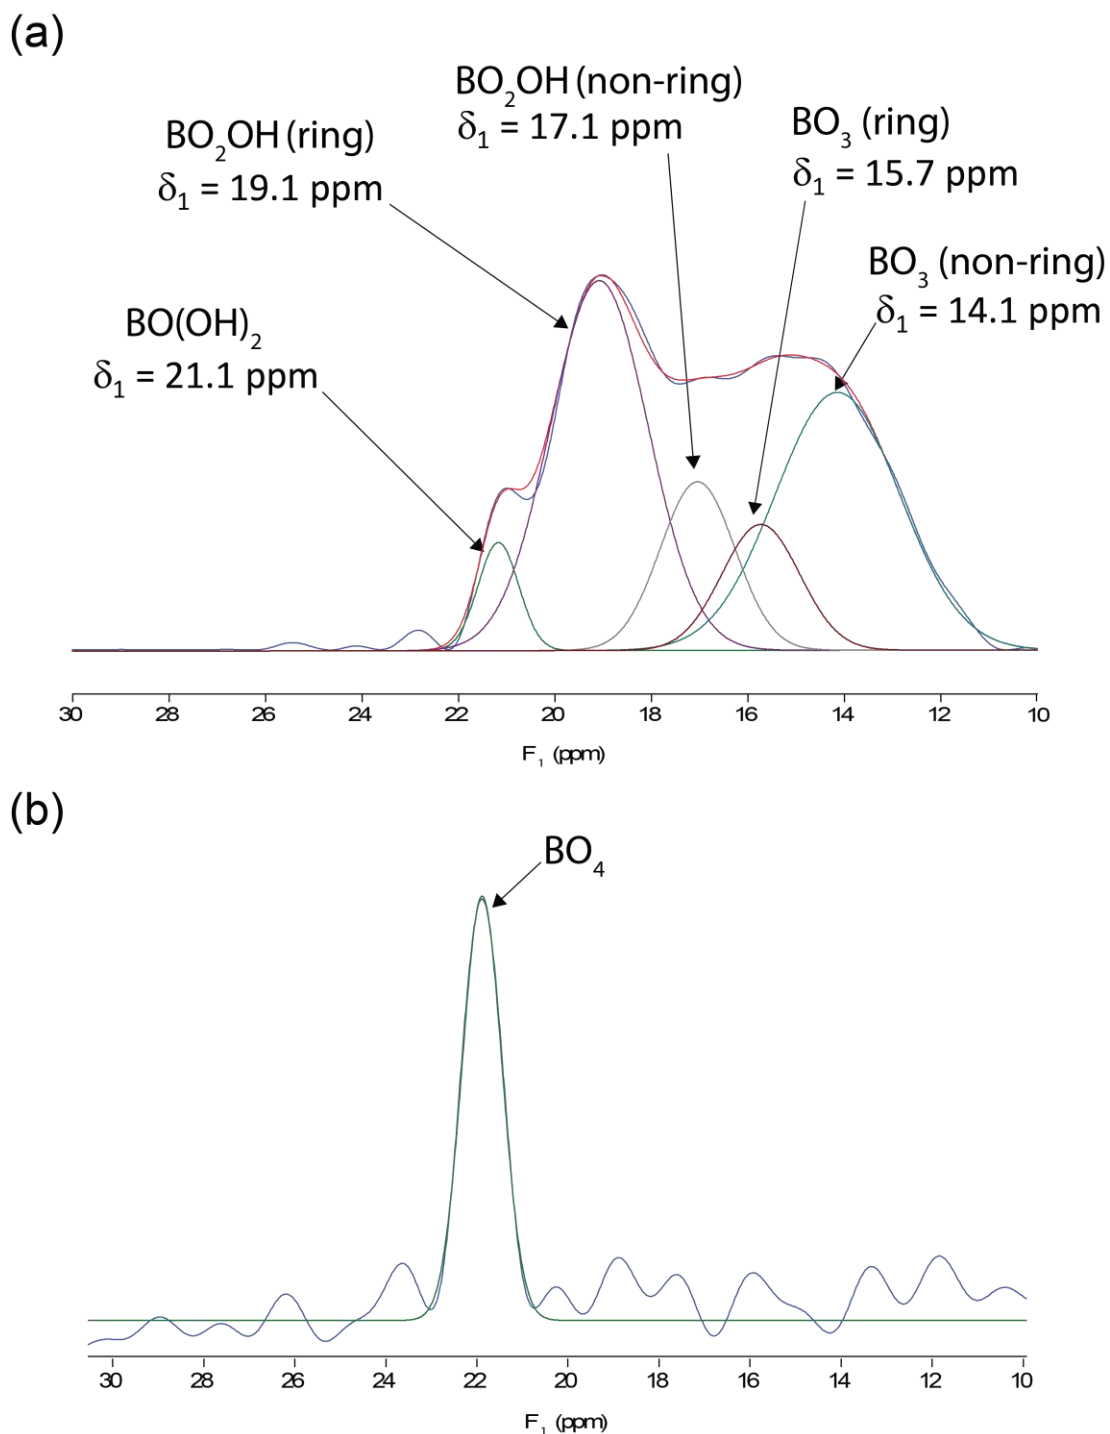 (a)
BO₂OH (non-ring)
δ₁ = 17.1 ppm
BO₃ (ring)
δ₁ = 15.7 ppm
BO₂OH (ring)
δ₁ = 19.1 ppm
BO₃ (non-ring)
δ₁ = 14.1 ppm
BO(OH)₂
δ₁ = 21.1 ppm
30 28 26 24 22 20 18 16 14 12 10
F₁ (ppm)
(b)
BO₄
30 28 26 24 22 20 18 16 14 12 10
F₁ (ppm)